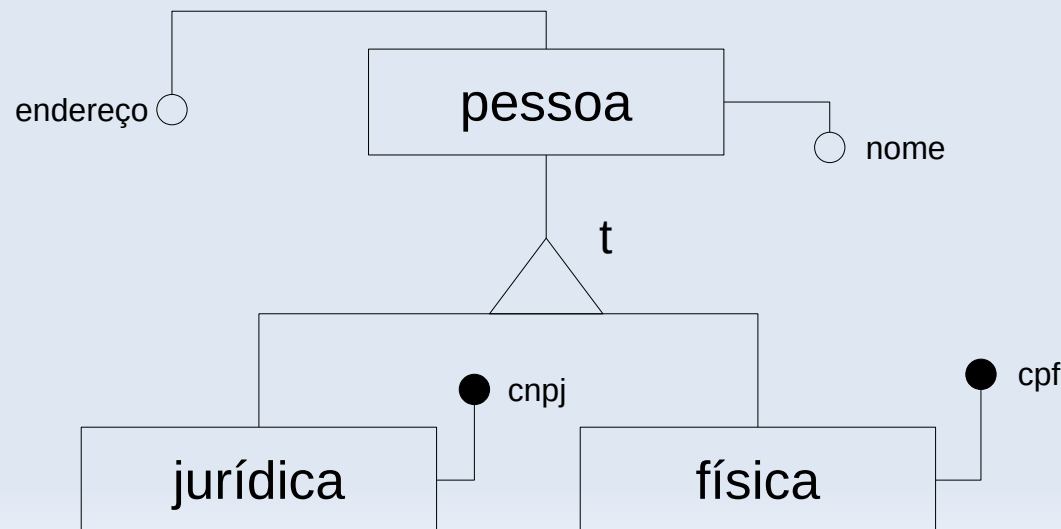 pessoa
endereço
nome
t
cnpj
cpf
jurídica
física